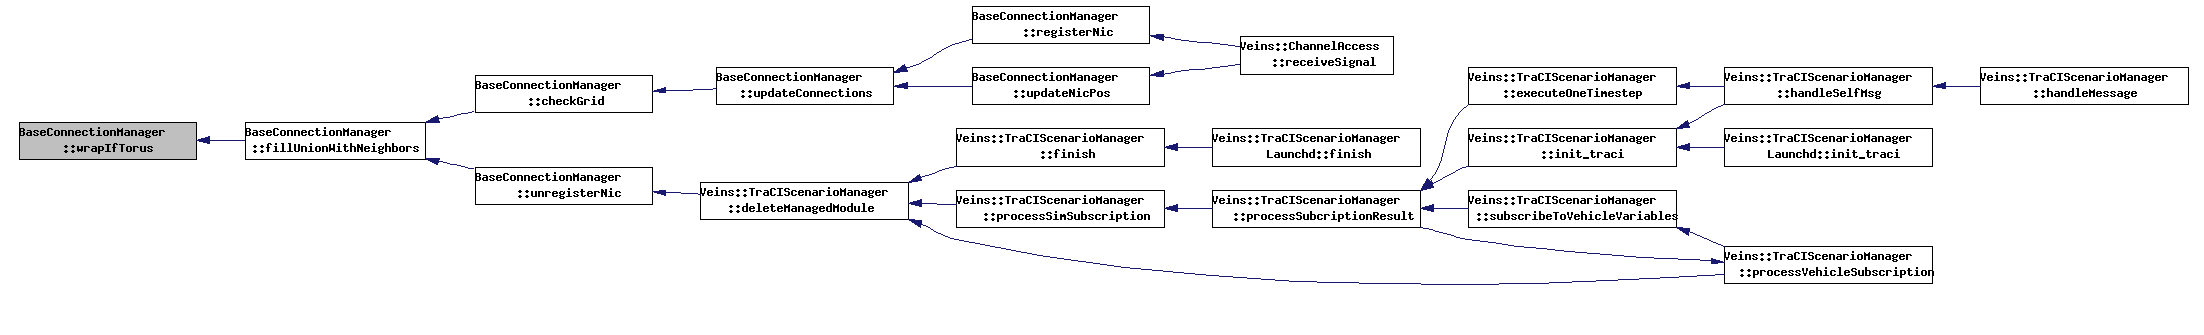 BaseConnectionManager
::wrapIfTorus
BaseConnectionManager
::fillUnionWithNeighbors
BaseConnectionManager
::checkGrid
BaseConnectionManager
::unregisterNic
BaseConnectionManager
::updateConnections
Veins::TraCIScenarioManager
::deleteManagedModule
BaseConnectionManager
::registerNic
BaseConnectionManager
::updateNicPos
Veins::TraCIScenarioManager
::finish
Veins::TraCIScenarioManager
::processSimSubscription
Veins::ChannelAccess
::receiveSignal
Veins::TraCIScenarioManager
Launchd::finish
Veins::TraCIScenarioManager
::processSubcriptionResult
Veins::TraCIScenarioManager
::executeOneTimestep
Veins::TraCIScenarioManager
::init_traci
Veins::TraCIScenarioManager
::subscribeToVehicleVariables
Veins::TraCIScenarioManager
::handleSelfMsg
Veins::TraCIScenarioManager
Launchd::init_traci
Veins::TraCIScenarioManager
::processVehicleSubscription
Veins::TraCIScenarioManager
::handleMessage